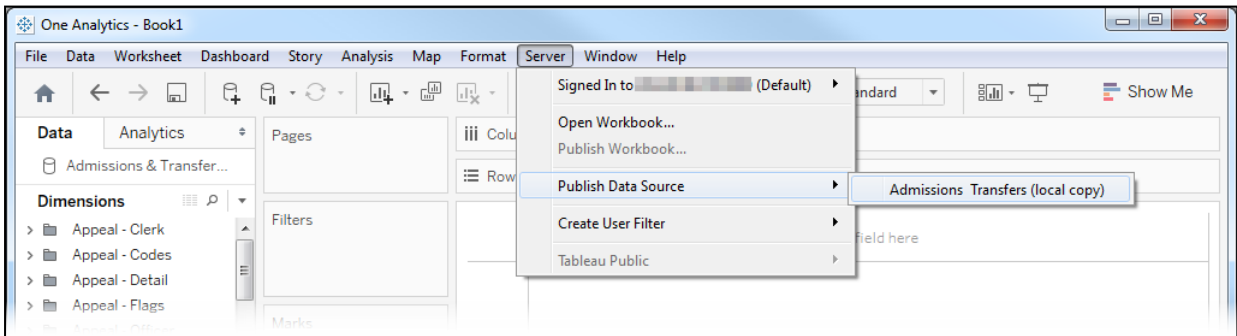 One Analytics - Book1
File Data Worksheet Dashboard Story Analysis Map Format Server Window Help
Signed In to (Default)
andard
Show Me
Data Analytics
Pages
iii Colu
Open Workbook...
Admissions & Transfer...
Publish Workbook...
Row
Dimensions
Publish Data Source
Admissions Transfers (local copy)
Appeal - Clerk
Filters
Create User Filter
Appeal - Codes
field here
Appeal - Detail
Tableau Public
Appeal - Flags
Marks